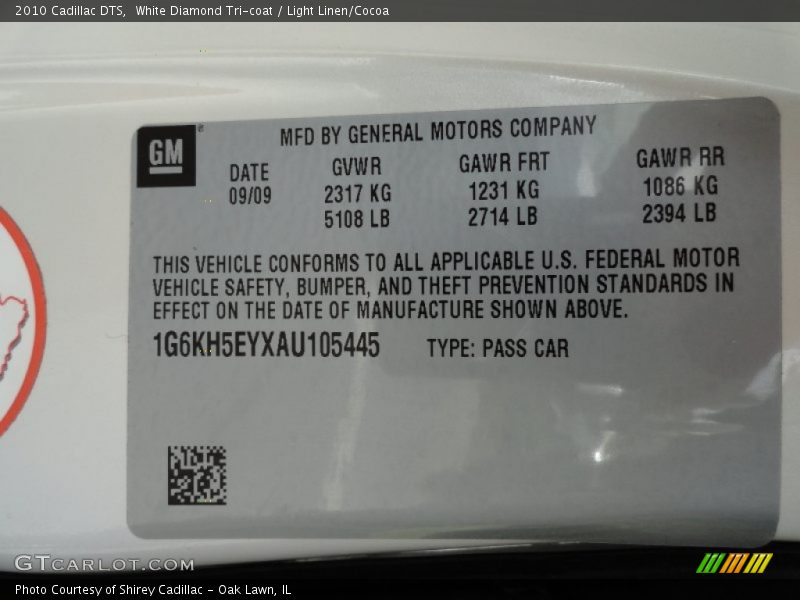 2010 Cadillac DTS,  White Diamond Tri-coat / Light Linen/Cocoa
GM®
MFD BY GENERAL MOTORS COMPANY
DATE GVWR GAWR FRT GAWR RR
09/09 2317 KG 1231 KG 1086 KG
5108 LB 2714 LB 2394 LB
THIS VEHICLE CONFORMS TO ALL APPLICABLE U.S. FEDERAL MOTOR
VEHICLE SAFETY, BUMPER, AND THEFT PREVENTION STANDARDS IN
EFFECT ON THE DATE OF MANUFACTURE SHOWN ABOVE.
1G6KH5EYXAU105445 TYPE: PASS CAR
GTcarlot.com
Photo Courtesy of Shirey Cadillac - Oak Lawn, IL